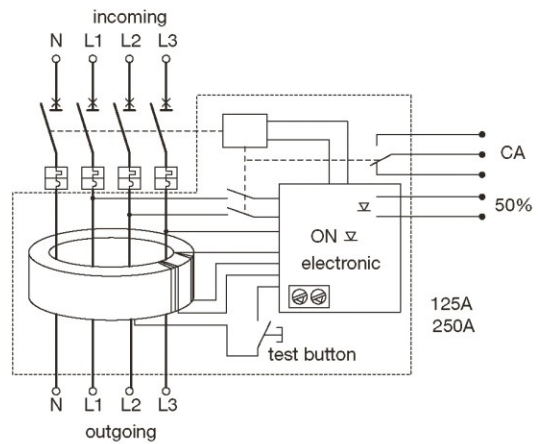 incoming
N L1 L2 L3
CA
50%
ON
electronic
125A
250A
test button
N L1 L2 L3
outgoing